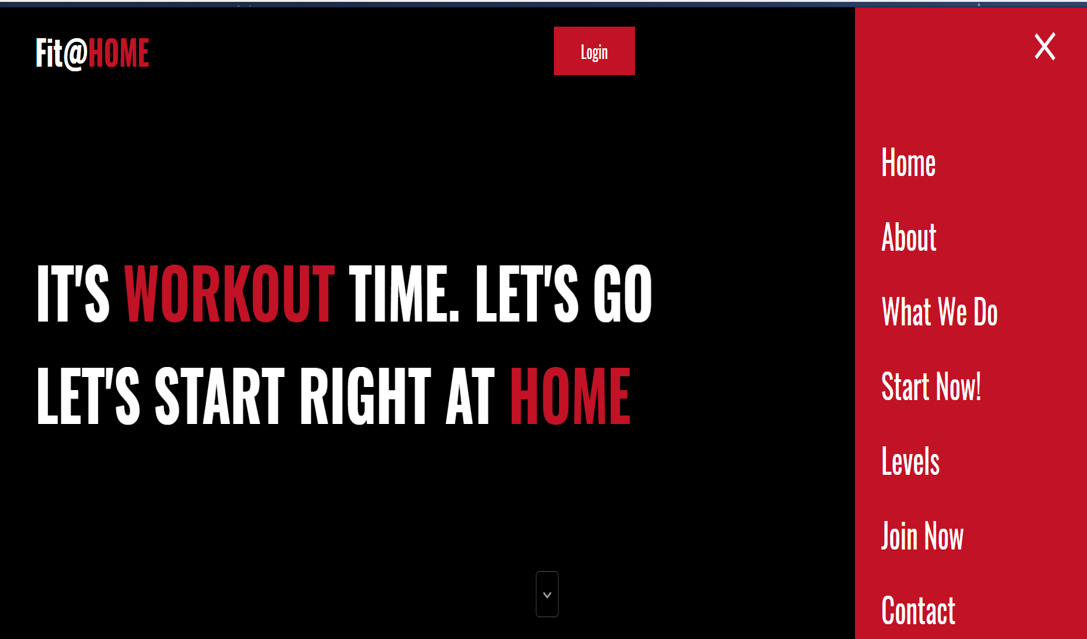 Fit@HOME
Login
IT'S WORKOUT TIME. LET'S GO
LET'S START RIGHT AT HOME
Home
About
What We Do
Start Now!
Levels
Join Now
Contact